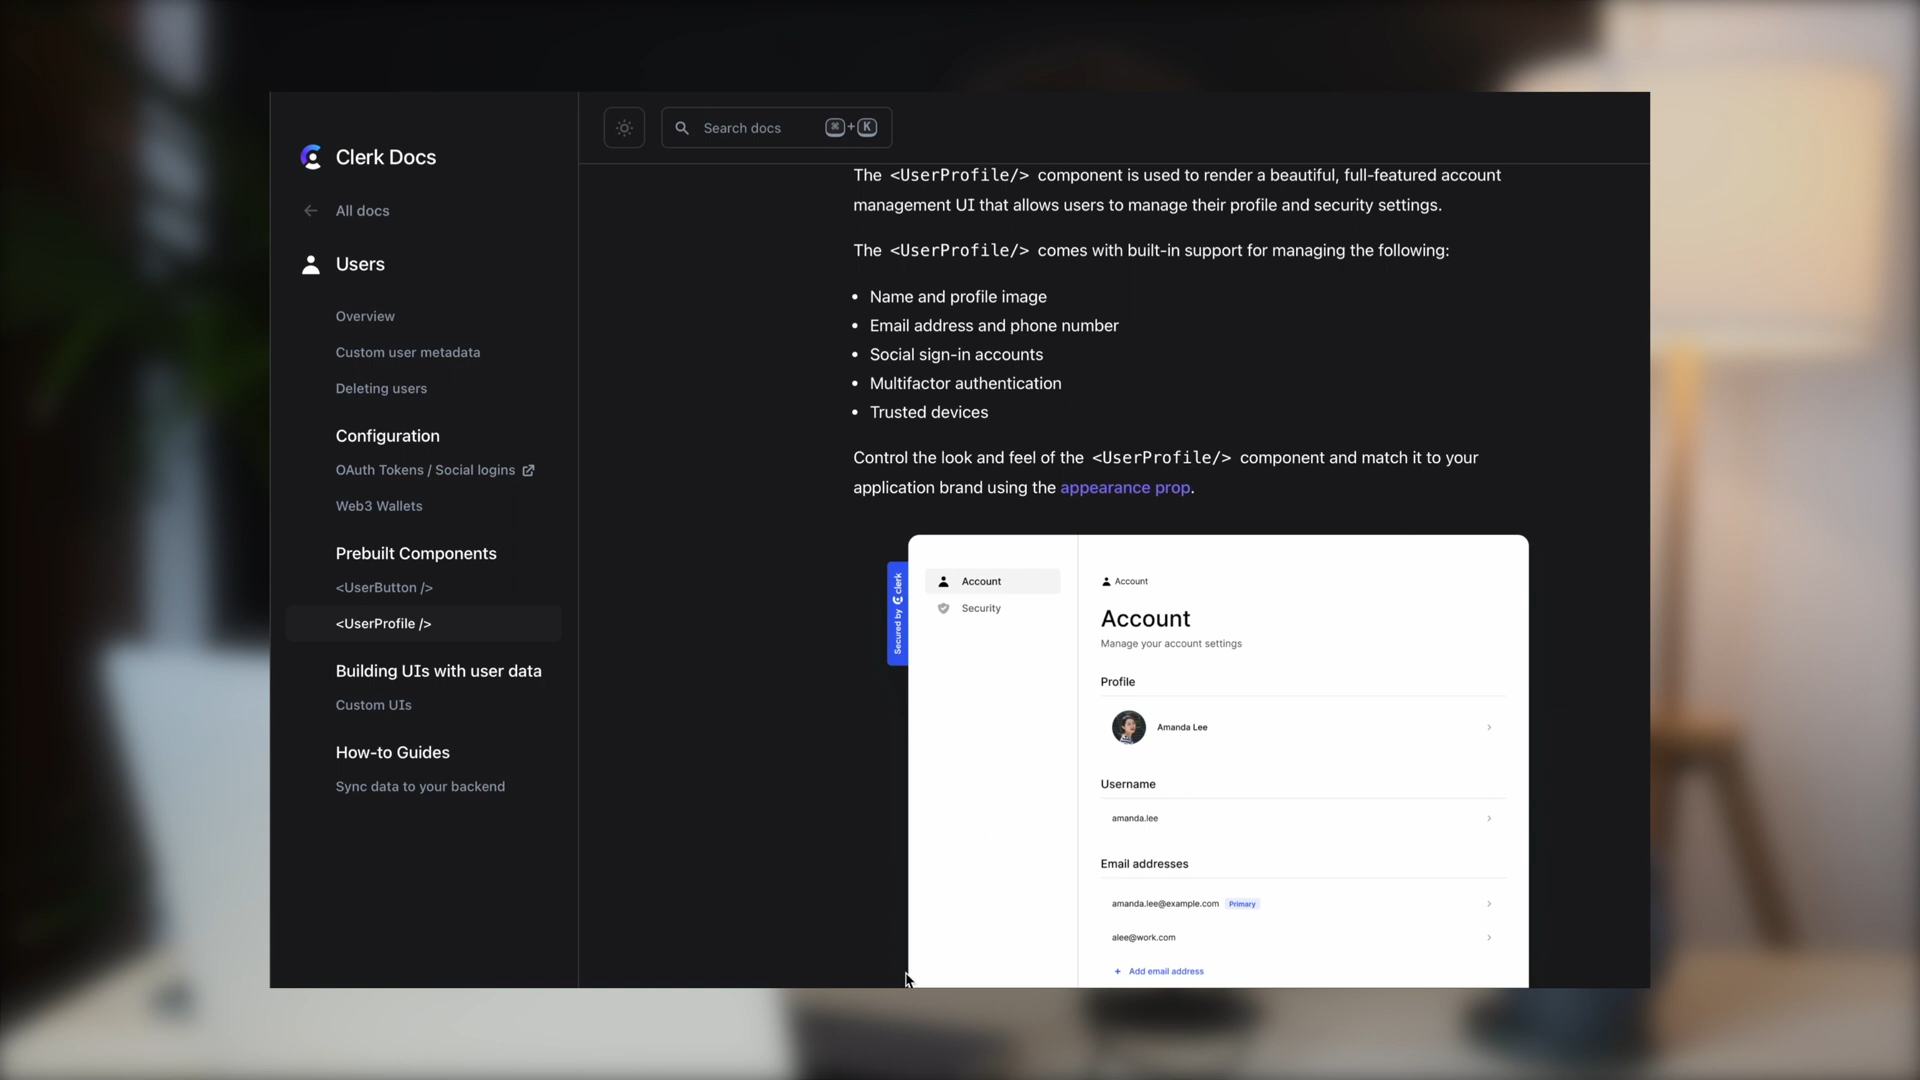 Clerk Docs
All docs
Users
Overview
Custom user metadata
Deleting users
Configuration
OAuth Tokens / Social logins
Web3 Wallets
Prebuilt Components
<UserButton />
<UserProfile />
Building UIs with user data
Custom UIs
How-to Guides
Sync data to your backend
Search docs ⌘+K
The <UserProfile/> component is used to render a beautiful, full-featured account
management UI that allows users to manage their profile and security settings.
The <UserProfile/> comes with built-in support for managing the following:
• Name and profile image
• Email address and phone number
• Social sign-in accounts
• Multifactor authentication
• Trusted devices
Control the look and feel of the <UserProfile/> component and match it to your
application brand using the appearance prop.
Secured by clerk
Account
Security
Account
Account
Manage your account settings
Profile
Amanda Lee
Username
amanda.lee
Email addresses
amanda.lee@example.com Primary
alee@work.com
+ Add email address